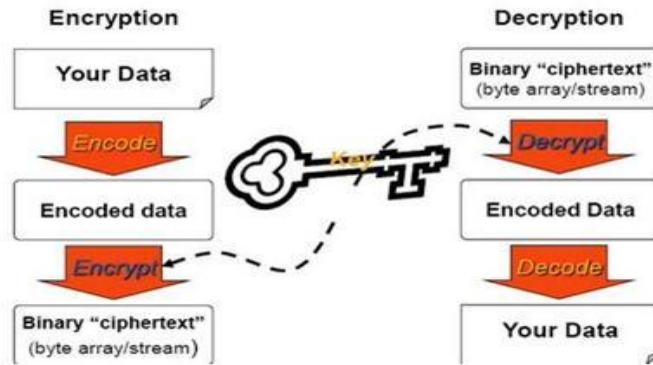 Encryption
Your Data
Encode
Encoded data
Encrypt
Binary “ciphertext”
(byte array/stream)
Key
Decryption
Binary “ciphertext”
(byte array/stream)
Decrypt
Encoded Data
Decode
Your Data